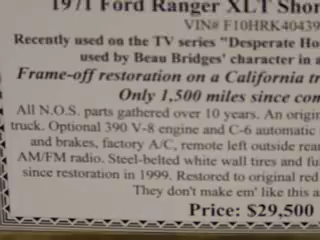 1971 Ford Ranger XLT Shor
VIN# F10HRK40439
Recently used on the TV series "Desperate Ho
used by Beau Bridges' character in a
Frame-off restoration on a California tr
Only 1,500 miles since com
All N.O.S. parts gathered over 10 years. An origin
truck. Optional 390 V-8 engine and C-6 automatic
and brakes, factory A/C, remote left outside rear
AM/FM radio. Steel-belted white wall tires and fu
since restoration in 1999. Restored to original red
They don't make em' like this a
Price: $29,500